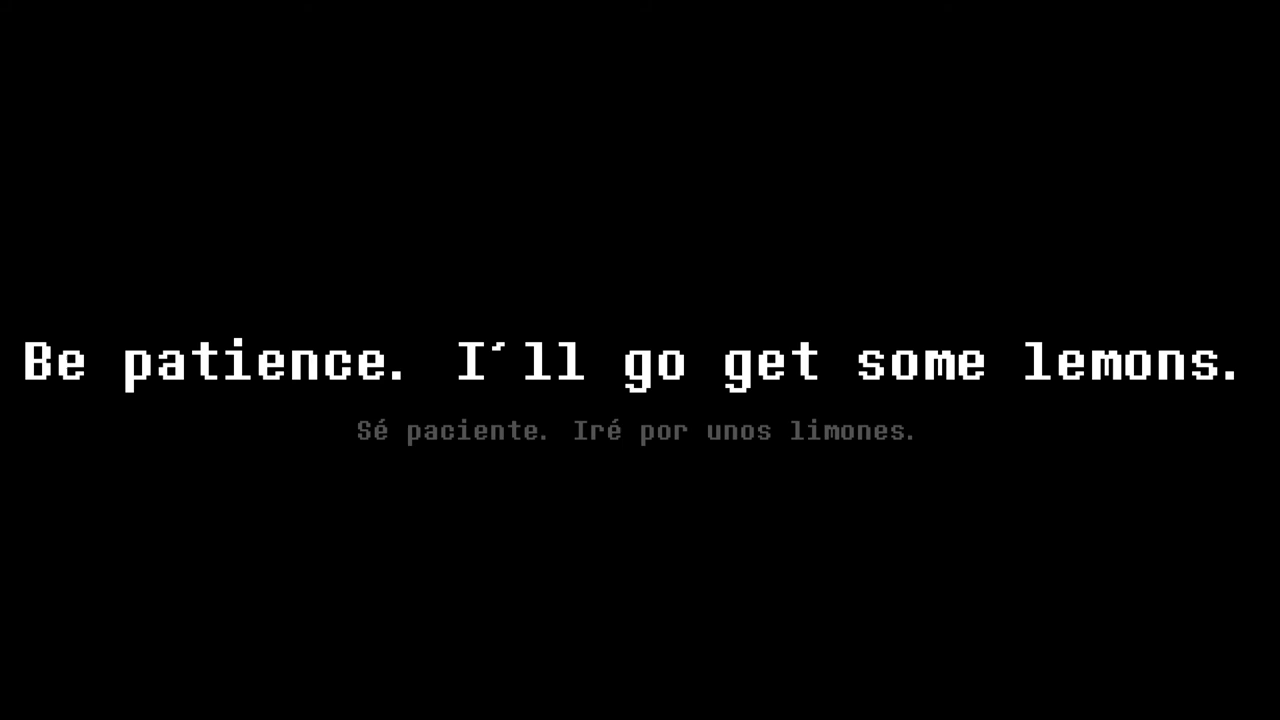 Be patience. I´ll go get some lemons.
Sé paciente. Iré por unos limones.